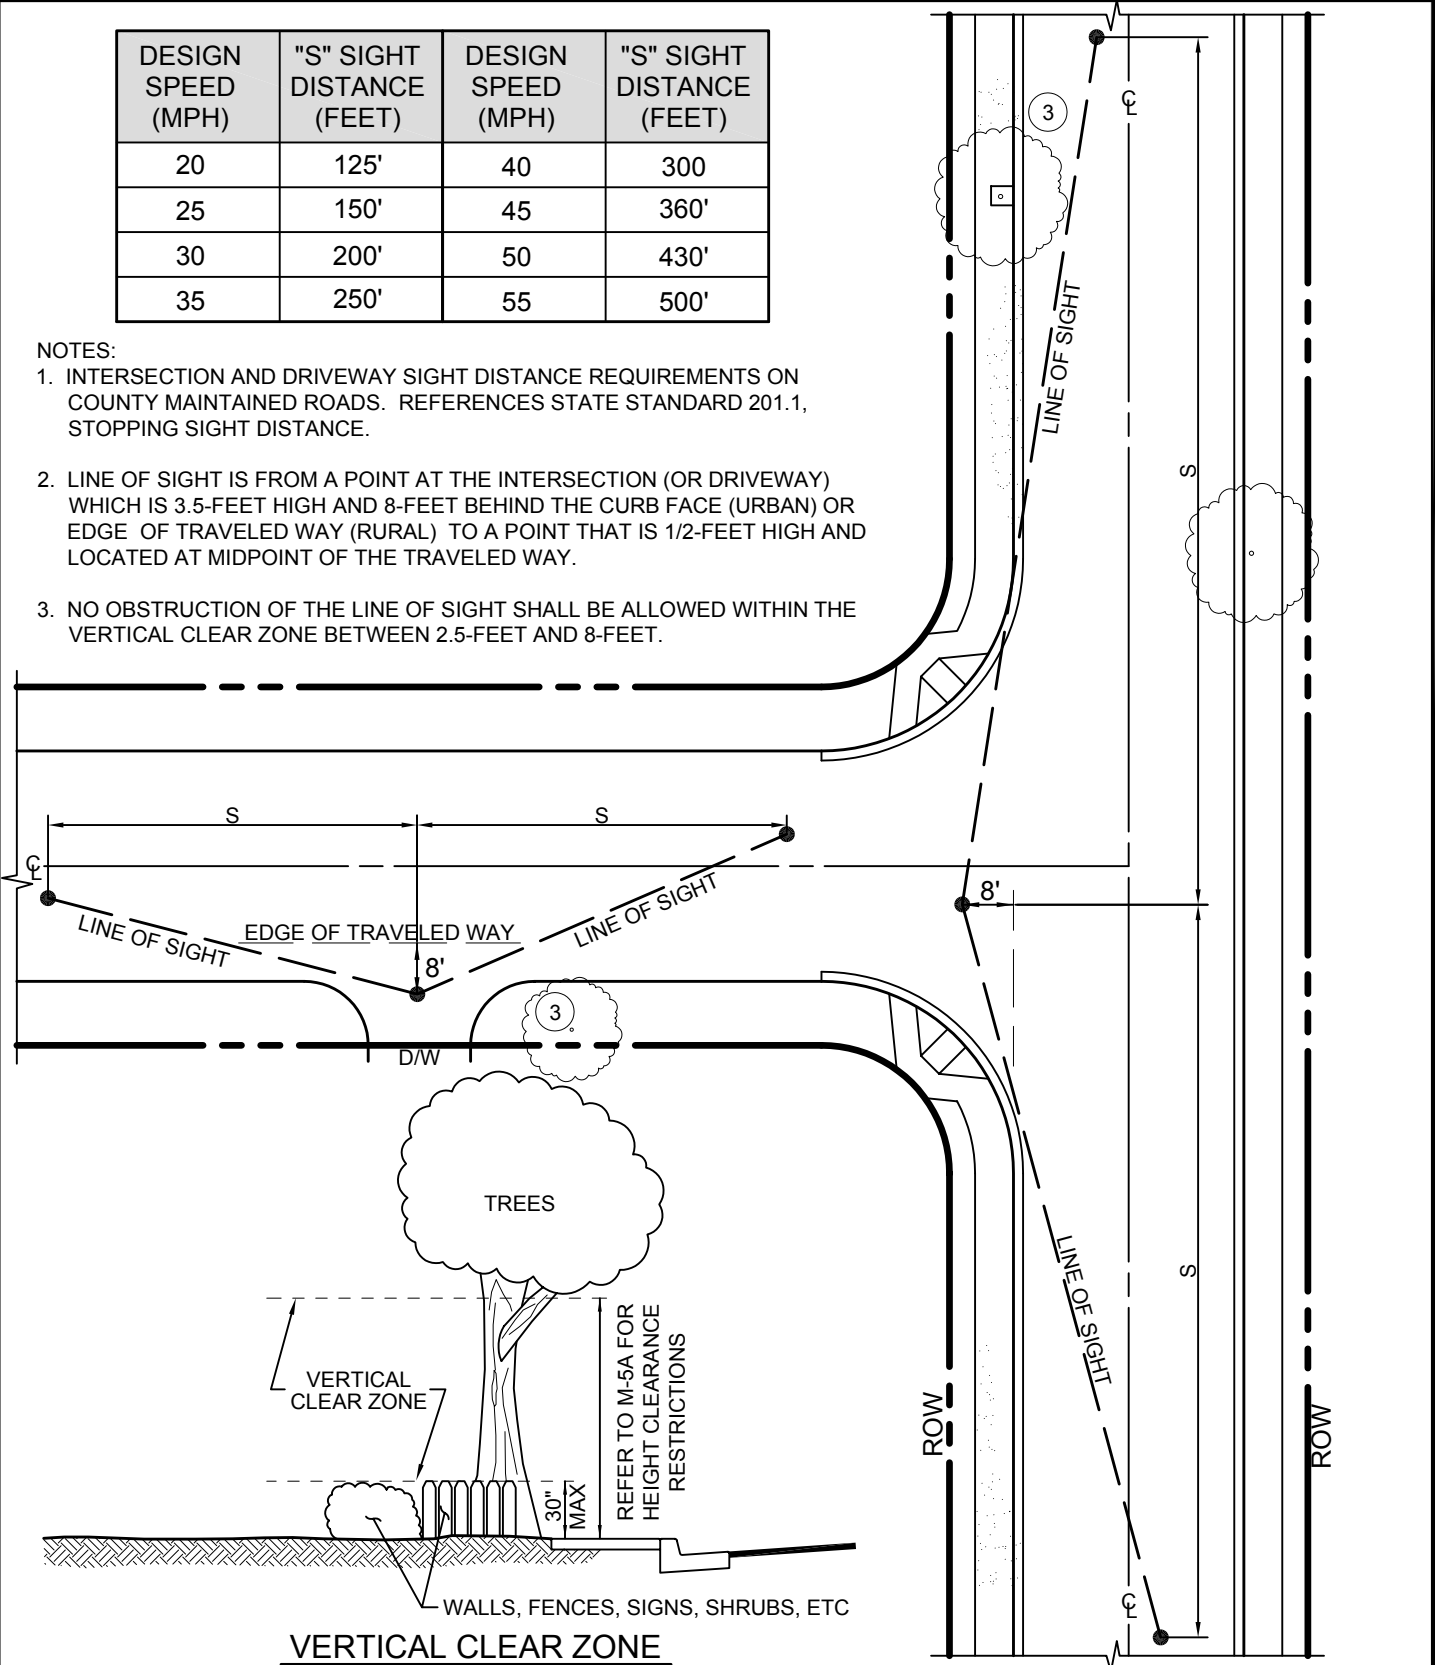 DESIGN SPEED (MPH) "S" SIGHT DISTANCE (FEET) DESIGN SPEED (MPH) "S" SIGHT DISTANCE (FEET)
20 125' 40 300
25 150' 45 360'
30 200' 50 430'
35 250' 55 500'
NOTES:
1. INTERSECTION AND DRIVEWAY SIGHT DISTANCE REQUIREMENTS ON
COUNTY MAINTAINED ROADS. REFERENCES STATE STANDARD 201.1,
STOPPING SIGHT DISTANCE.
2. LINE OF SIGHT IS FROM A POINT AT THE INTERSECTION (OR DRIVEWAY)
WHICH IS 3.5-FEET HIGH AND 8-FEET BEHIND THE CURB FACE (URBAN) OR
EDGE OF TRAVELED WAY (RURAL) TO A POINT THAT IS 1/2-FEET HIGH AND
LOCATED AT MIDPOINT OF THE TRAVELED WAY.
3. NO OBSTRUCTION OF THE LINE OF SIGHT SHALL BE ALLOWED WITHIN THE
VERTICAL CLEAR ZONE BETWEEN 2.5-FEET AND 8-FEET.
3
℄
LINE OF SIGHT
S
S
S
℄
LINE OF SIGHT
EDGE OF TRAVELED WAY
LINE OF SIGHT
8'
8'
3
D/W
TREES
LINE OF SIGHT
S
VERTICAL
CLEAR ZONE
REFER TO M-5A FOR
HEIGHT CLEARANCE
RESTRICTIONS
30"
MAX
ROW
ROW
℄
WALLS, FENCES, SIGNS, SHRUBS, ETC
VERTICAL CLEAR ZONE